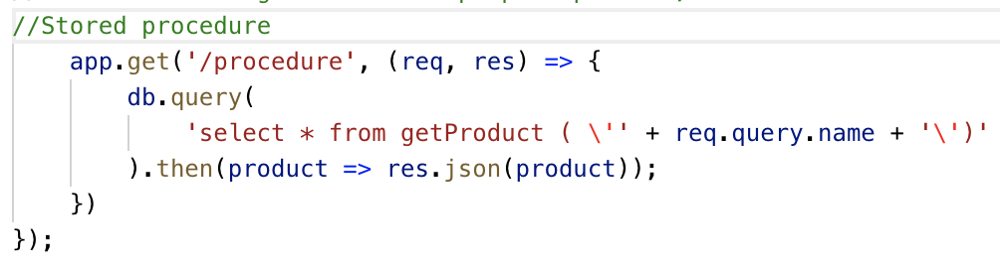 //Stored procedure
app.get('/procedure', (req, res) => {
db.query(
'select * from getProduct ( \'' + req.query.name + '\')'
).then(product => res.json(product));
})
});